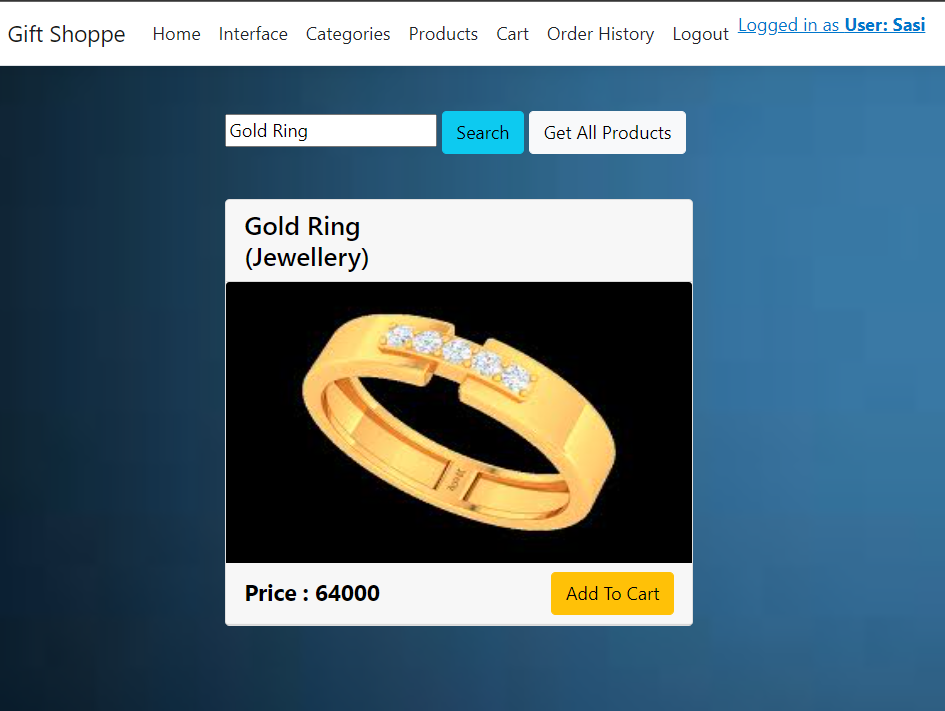 Gift Shoppe Home Interface Categories Products Cart Order History Logout Logged in as User: Sasi
Gold Ring Search Get All Products
Gold Ring
(Jewellery)
Price : 64000 Add To Cart